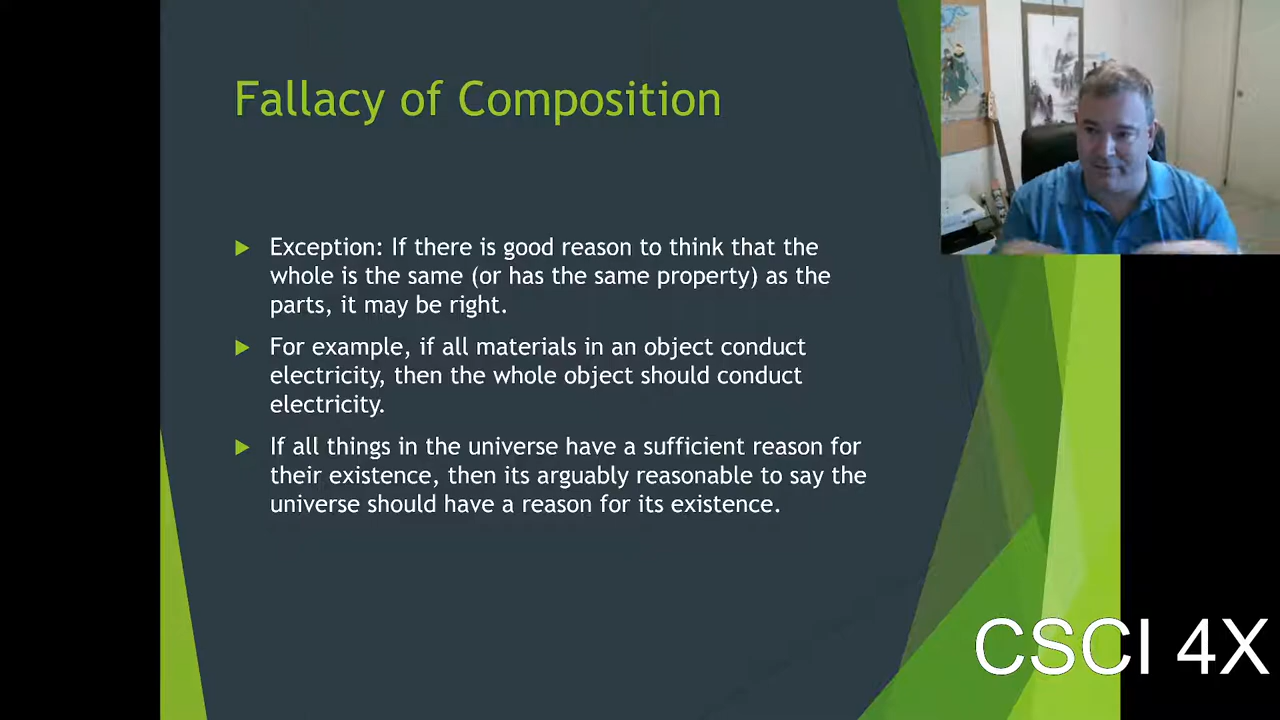 Fallacy of Composition
Exception: If there is good reason to think that the
whole is the same (or has the same property) as the
parts, it may be right.
For example, if all materials in an object conduct
electricity, then the whole object should conduct
electricity.
If all things in the universe have a sufficient reason for
their existence, then its arguably reasonable to say the
universe should have a reason for its existence.
CSCI 4X